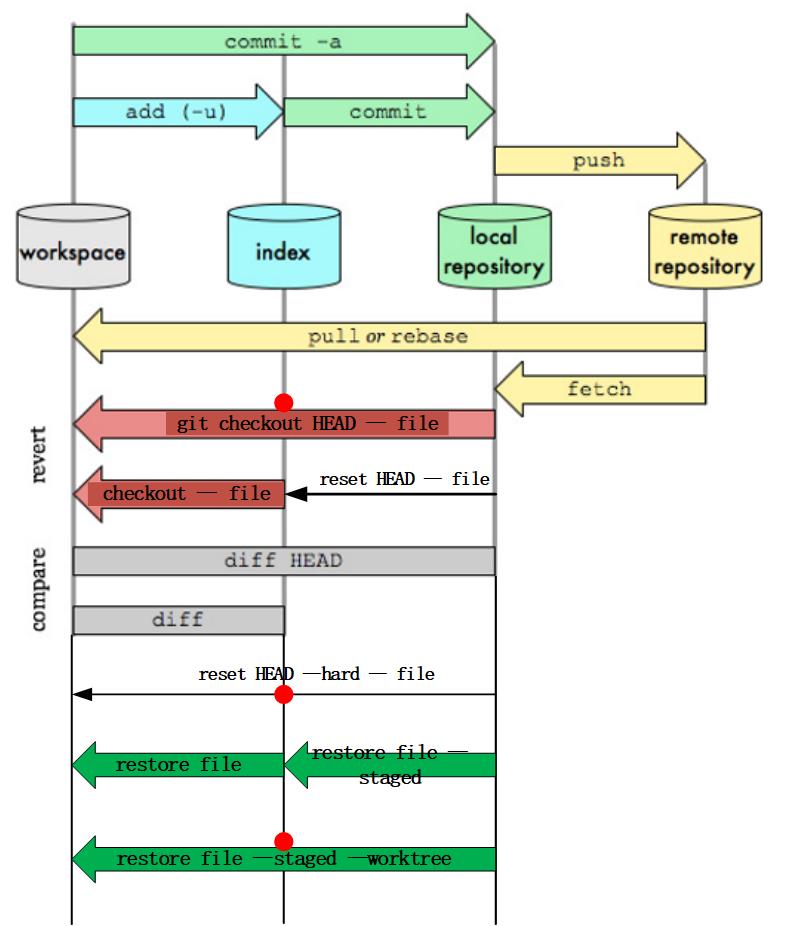 commit -a
add (-u)
commit
push
workspace
index
local
repository
remote
repository
pull or rebase
fetch
revert
git checkout HEAD — file
checkout — file
reset HEAD — file
compare
diff HEAD
diff
reset HEAD —hard — file
restore file
restore file —
staged
restore file —staged —worktree